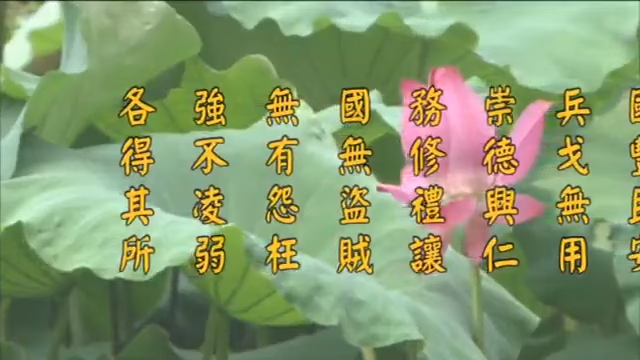 兵戈無用
崇德興仁
務修禮讓
國無盜賊
無有怨枉
強不凌弱
各得其所